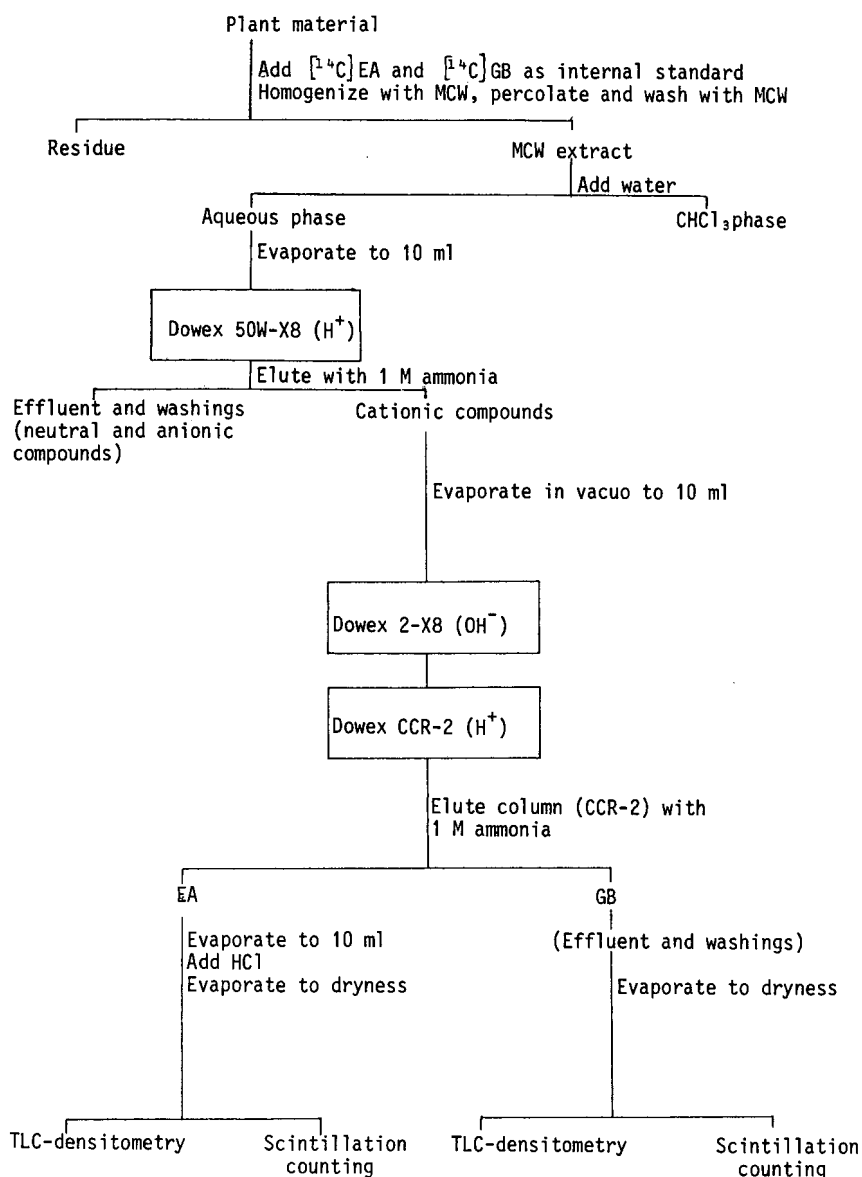 Plant material
Add [¹⁴C]EA and [¹⁴C]GB as internal standard
Homogenize with MCW, percolate and wash with MCW
Residue
MCW extract
Add water
Aqueous phase
CHCl₃phase
Evaporate to 10 ml
Dowex 50W-X8 (H⁺)
Elute with 1 M ammonia
Effluent and washings
(neutral and anionic
compounds)
Cationic compounds
Evaporate in vacuo to 10 ml
Dowex 2-X8 (OH⁻)
Dowex CCR-2 (H⁺)
Elute column (CCR-2) with
1 M ammonia
EA
GB
Evaporate to 10 ml
Add HCl
Evaporate to dryness
(Effluent and washings)
Evaporate to dryness
TLC-densitometry
Scintillation
counting
TLC-densitometry
Scintillation
counting